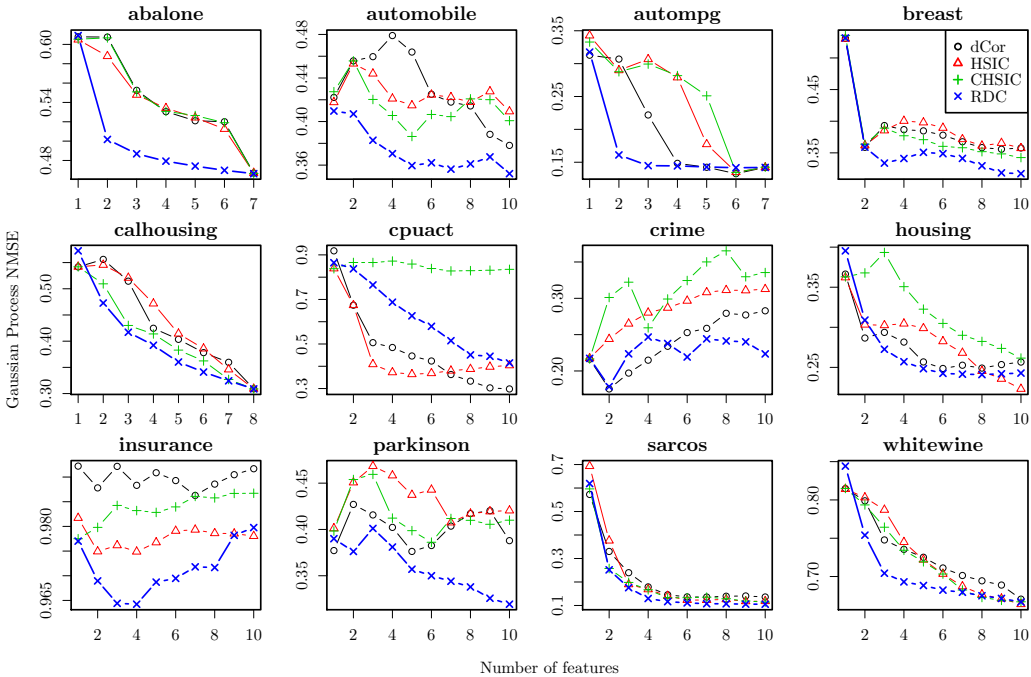 abalone
automobile
autompg
breast
0.60
0.54
0.48
1 2 3 4 5 6 7
0.48
0.44
0.40
0.36
2 4 6 8 10
0.35
0.25
0.15
1 2 3 4 5 6 7
0.45
0.35
2 4 6 8 10
dCor
HSIC
CHSIC
RDC
Gaussian Process NMSE
calhousing
cpuact
crime
housing
0.50
0.40
0.30
1 2 3 4 5 6 7 8
0.9
0.7
0.5
0.3
2 4 6 8 10
0.30
0.20
2 4 6 8 10
0.35
0.25
2 4 6 8 10
insurance
parkinson
sarcos
whitewine
0.980
0.965
2 4 6 8 10
0.45
0.40
0.35
2 4 6 8 10
0.7
0.5
0.3
0.1
2 4 6 8 10
0.80
0.70
2 4 6 8 10
Number of features